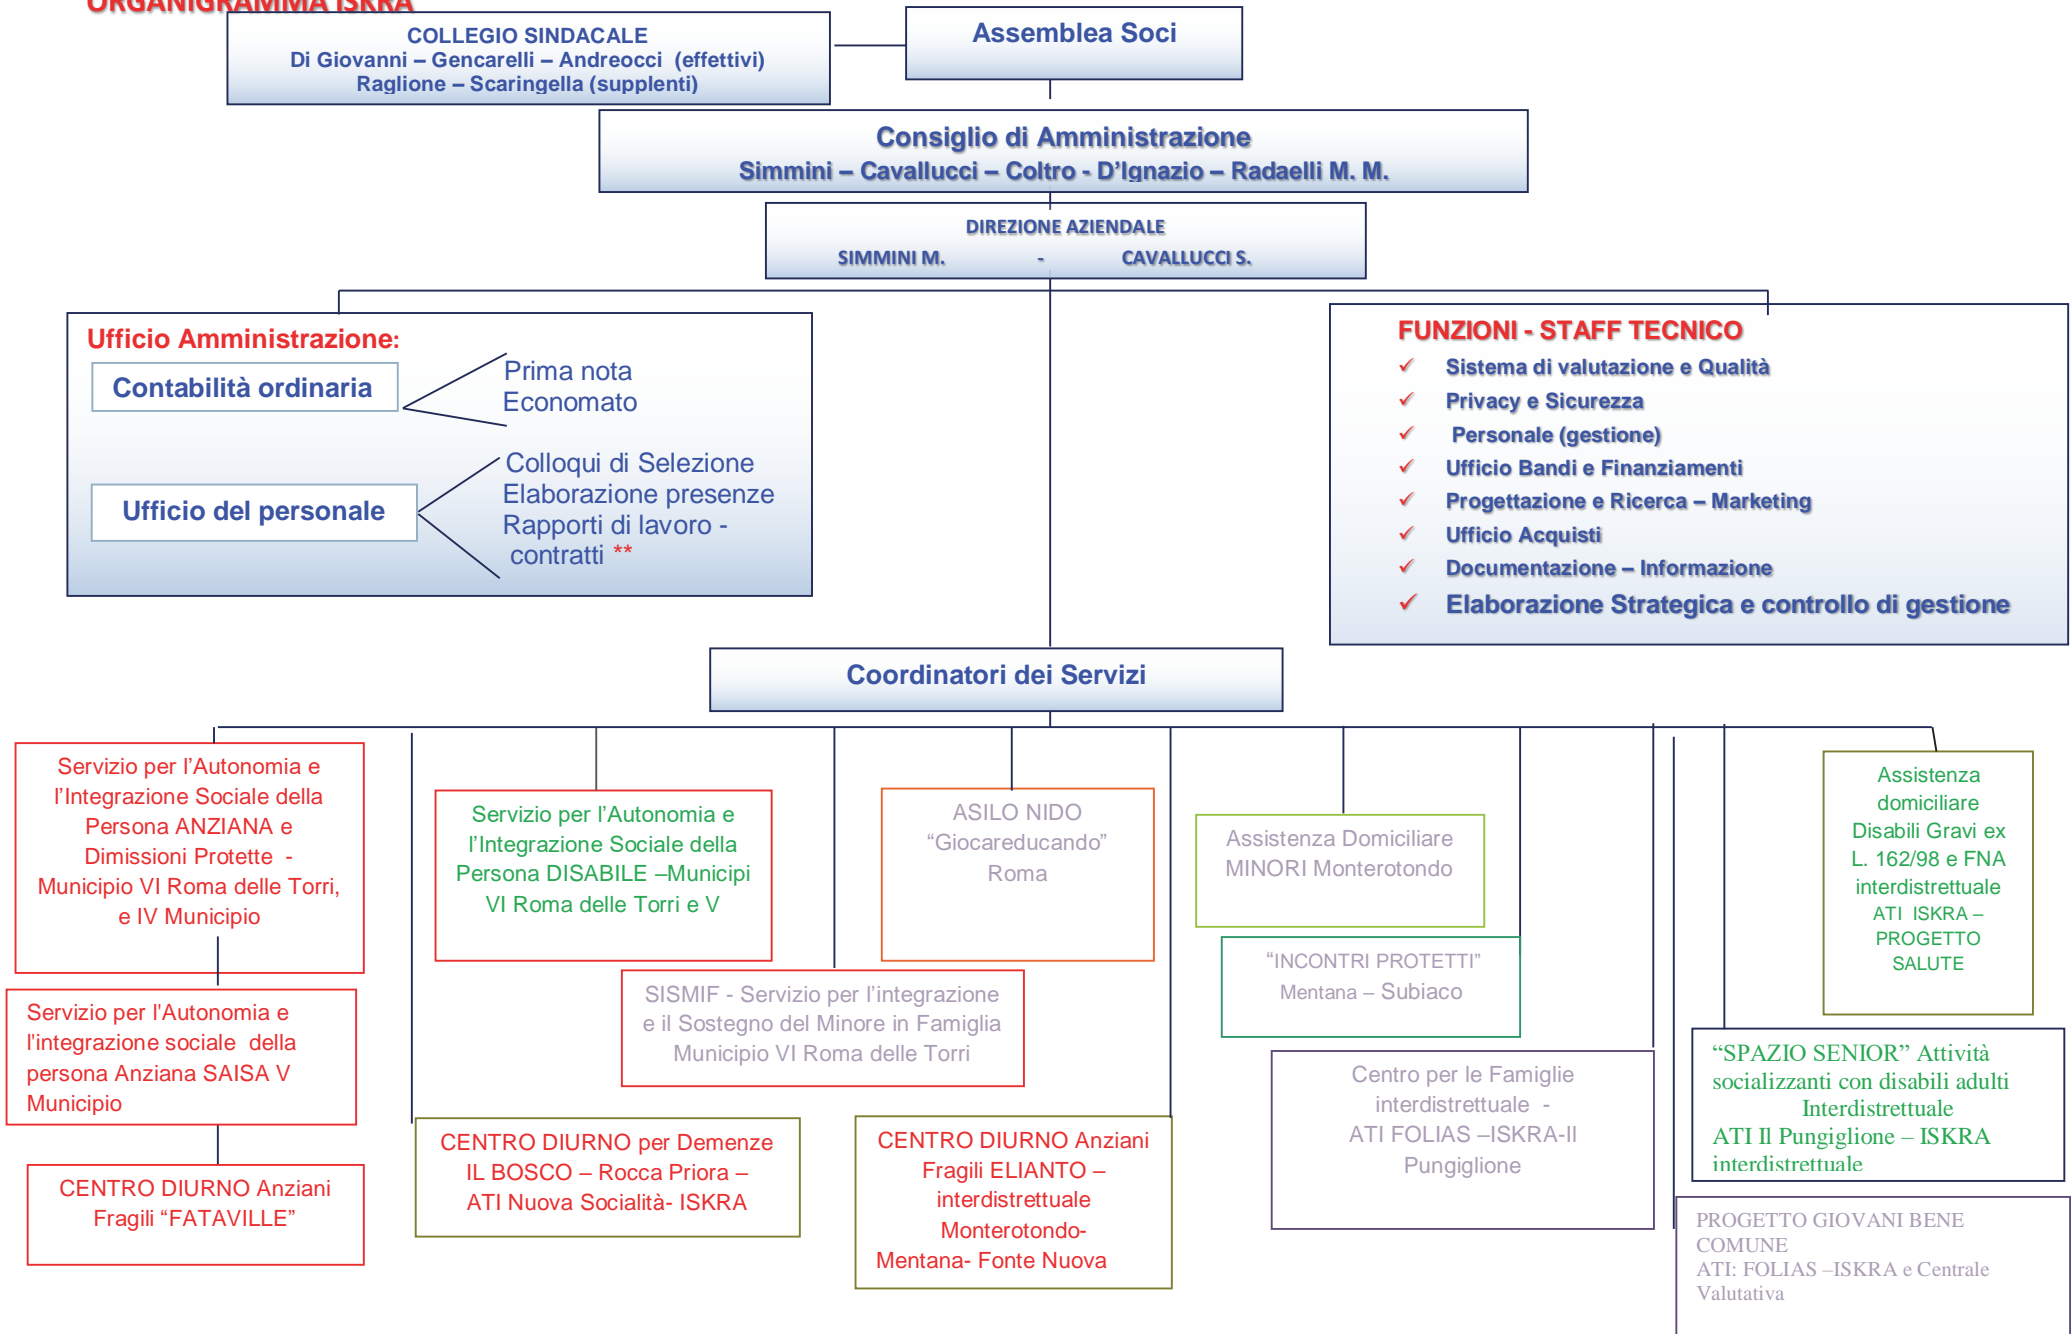 ORGANIGRAMMA ISKRA
COLLEGIO SINDACALE
Di Giovanni – Gencarelli – Andreocci (effettivi)
Raglione – Scaringella (supplenti)
Assemblea Soci
Consiglio di Amministrazione
Simmini – Cavallucci – Coltro - D’Ignazio – Radaelli M. M.
DIREZIONE AZIENDALE
SIMMINI M. - CAVALLUCCI S.
Ufficio Amministrazione:
Contabilità ordinaria
Prima nota
Economato
Ufficio del personale
Colloqui di Selezione
Elaborazione presenze
Rapporti di lavoro -
contratti **
FUNZIONI - STAFF TECNICO
✓ Sistema di valutazione e Qualità
✓ Privacy e Sicurezza
✓ Personale (gestione)
✓ Ufficio Bandi e Finanziamenti
✓ Progettazione e Ricerca – Marketing
✓ Ufficio Acquisti
✓ Documentazione – Informazione
✓ Elaborazione Strategica e controllo di gestione
Coordinatori dei Servizi
Servizio per l’Autonomia e
l’Integrazione Sociale della
Persona ANZIANA e
Dimissioni Protette -
Municipio VI Roma delle Torri,
e IV Municipio
Servizio per l'Autonomia e
l'integrazione sociale della
persona Anziana SAISA V
Municipio
CENTRO DIURNO Anziani
Fragili “FATAVILLE”
Servizio per l’Autonomia e
l’Integrazione Sociale della
Persona DISABILE –Municipi
VI Roma delle Torri e V
SISMIF - Servizio per l’integrazione
e il Sostegno del Minore in Famiglia
Municipio VI Roma delle Torri
CENTRO DIURNO per Demenze
IL BOSCO – Rocca Priora –
ATI Nuova Socialità- ISKRA
ASILO NIDO
“Giocareducando”
Roma
CENTRO DIURNO Anziani
Fragili ELIANTO –
interdistrettuale
Monterotondo-
Mentana- Fonte Nuova
Assistenza Domiciliare
MINORI Monterotondo
“INCONTRI PROTETTI”
Mentana – Subiaco
Centro per le Famiglie
interdistrettuale -
ATI FOLIAS –ISKRA-Il
Pungiglione
Assistenza
domiciliare
Disabili Gravi ex
L. 162/98 e FNA
interdistrettuale
ATI ISKRA –
PROGETTO
SALUTE
“SPAZIO SENIOR” Attività
socializzanti con disabili adulti
Interdistrettuale
ATI Il Pungiglione – ISKRA
interdistrettuale
PROGETTO GIOVANI BENE
COMUNE
ATI: FOLIAS –ISKRA e Centrale
Valutativa